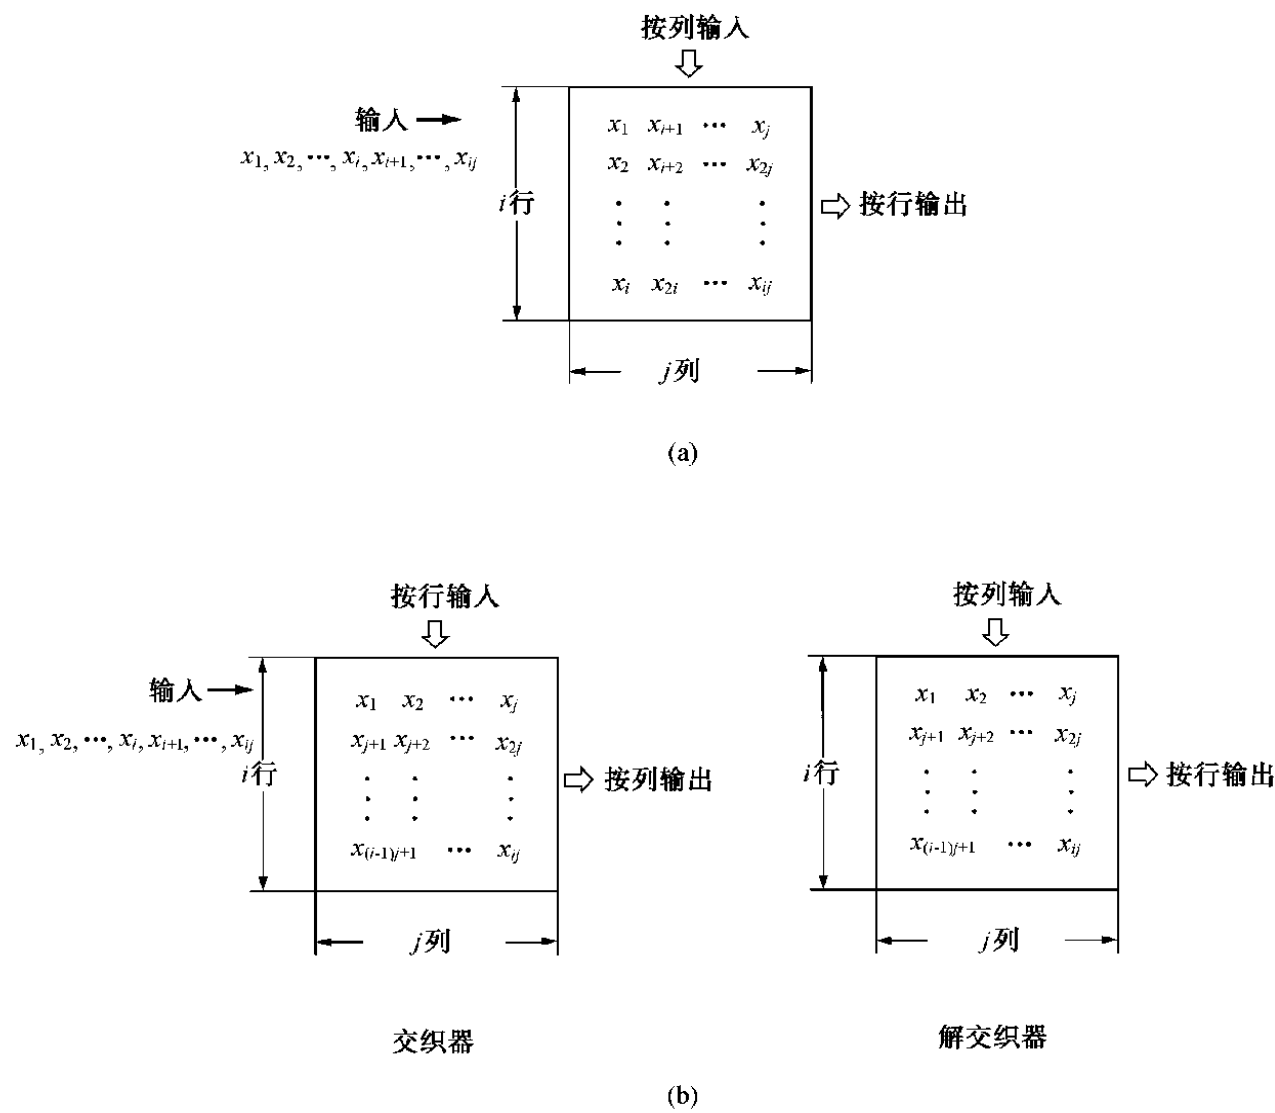 按列输入
输入
x₁, x₂, ⋯, xᵢ, xᵢ₊₁, ⋯, xᵢⱼ
x₁ xᵢ₊₁ ⋯ xⱼ
x₂ xᵢ₊₂ ⋯ x₂ⱼ
i行
按行输出
xᵢ x₂ᵢ ⋯ xᵢⱼ
j列
(a)
按行输入
输入
x₁, x₂, ⋯, xᵢ, xᵢ₊₁, ⋯, xᵢⱼ
x₁ x₂ ⋯ xⱼ
xⱼ₊₁ xⱼ₊₂ ⋯ x₂ⱼ
i行
按列输出
x₍ᵢ₋₁₎ⱼ₊₁ ⋯ xᵢⱼ
j列
交织器
按列输入
x₁ x₂ ⋯ xⱼ
xⱼ₊₁ xⱼ₊₂ ⋯ x₂ⱼ
i行
按行输出
x₍ᵢ₋₁₎ⱼ₊₁ ⋯ xᵢⱼ
j列
解交织器
(b)